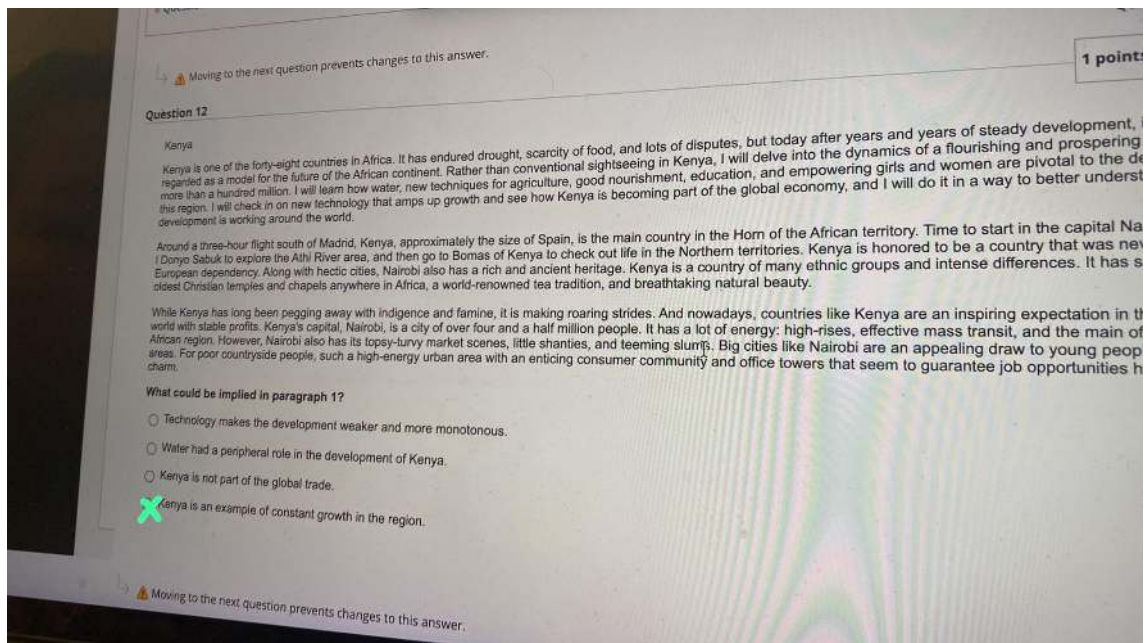 Moving to the next question prevents changes to this answer.
1 points
Question 12
Kenya
Kenya is one of the forty-eight countries in Africa. It has endured drought, scarcity of food, and lots of disputes, but today after years and years of steady development,
regarded as a model for the future of the African continent. Rather than conventional sightseeing in Kenya, I will delve into the dynamics of a flourishing and prospering
more than a hundred million. I will learn how water, new techniques for agriculture, good nourishment, education, and empowering girls and women are pivotal to the
this region. I will check in on new technology that amps up growth and see how Kenya is becoming part of the global economy, and I will do it in a way to better
development is working around the world.
Around a three-hour flight south of Madrid, Kenya, approximately the size of Spain, is the main country in the Horn of the African territory. Time to start in the capital
Donyo Sabuk to explore the Athi River area, and then go to Bomas of Kenya to check out life in the Northern territories. Kenya is honored to be a country that was
European dependency. Along with hectic cities, Nairobi also has a rich and ancient heritage. Kenya is a country of many ethnic groups and intense differences. It has
oldest Christian temples and chapels anywhere in Africa, a world-renowned tea tradition, and breathtaking natural beauty.
While Kenya has long been pegging away with indigence and famine, it is making roaring strides. And nowadays, countries like Kenya are an inspiring expectation in
world with stable profits. Kenya's capital, Nairobi, is a city of over four and a half million people. It has a lot of energy: high-rises, effective mass transit, and the main of
African region. However, Nairobi also has its topsy-turvy market scenes, little shanties, and teeming slums. Big cities like Nairobi are an appealing draw to young
areas. For poor countryside people, such a high-energy urban area with an enticing consumer community and office towers that seem to guarantee job opportunities
charm.
What could be implied in paragraph 1?
Technology makes the development weaker and more monotonous.
Water had a peripheral role in the development of Kenya.
Kenya is not part of the global trade.
Kenya is an example of constant growth in the region.
Moving to the next question prevents changes to this answer.